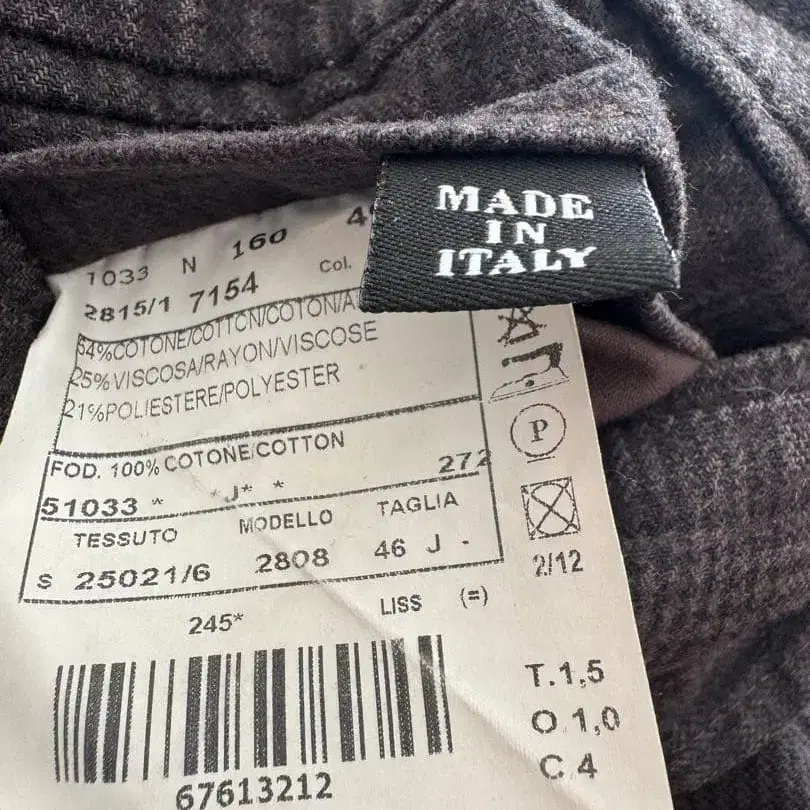 MADE
IN
ITALY
1033 N 160
2815/1 7154 Col.
54%COTONE/COTTON/COTON/A
25%VISCOSA/RAYON/VISCOSE
21%POLIESTERE/POLYESTER
FOD. 100% COTONE/COTTON
272
51033 * *J* *
TESSUTO MODELLO TAGLIA
S 25021/6 2808 46 J -
P
2/12
245* LISS (=)
T.1,5
O 1,0
C.4
67613212